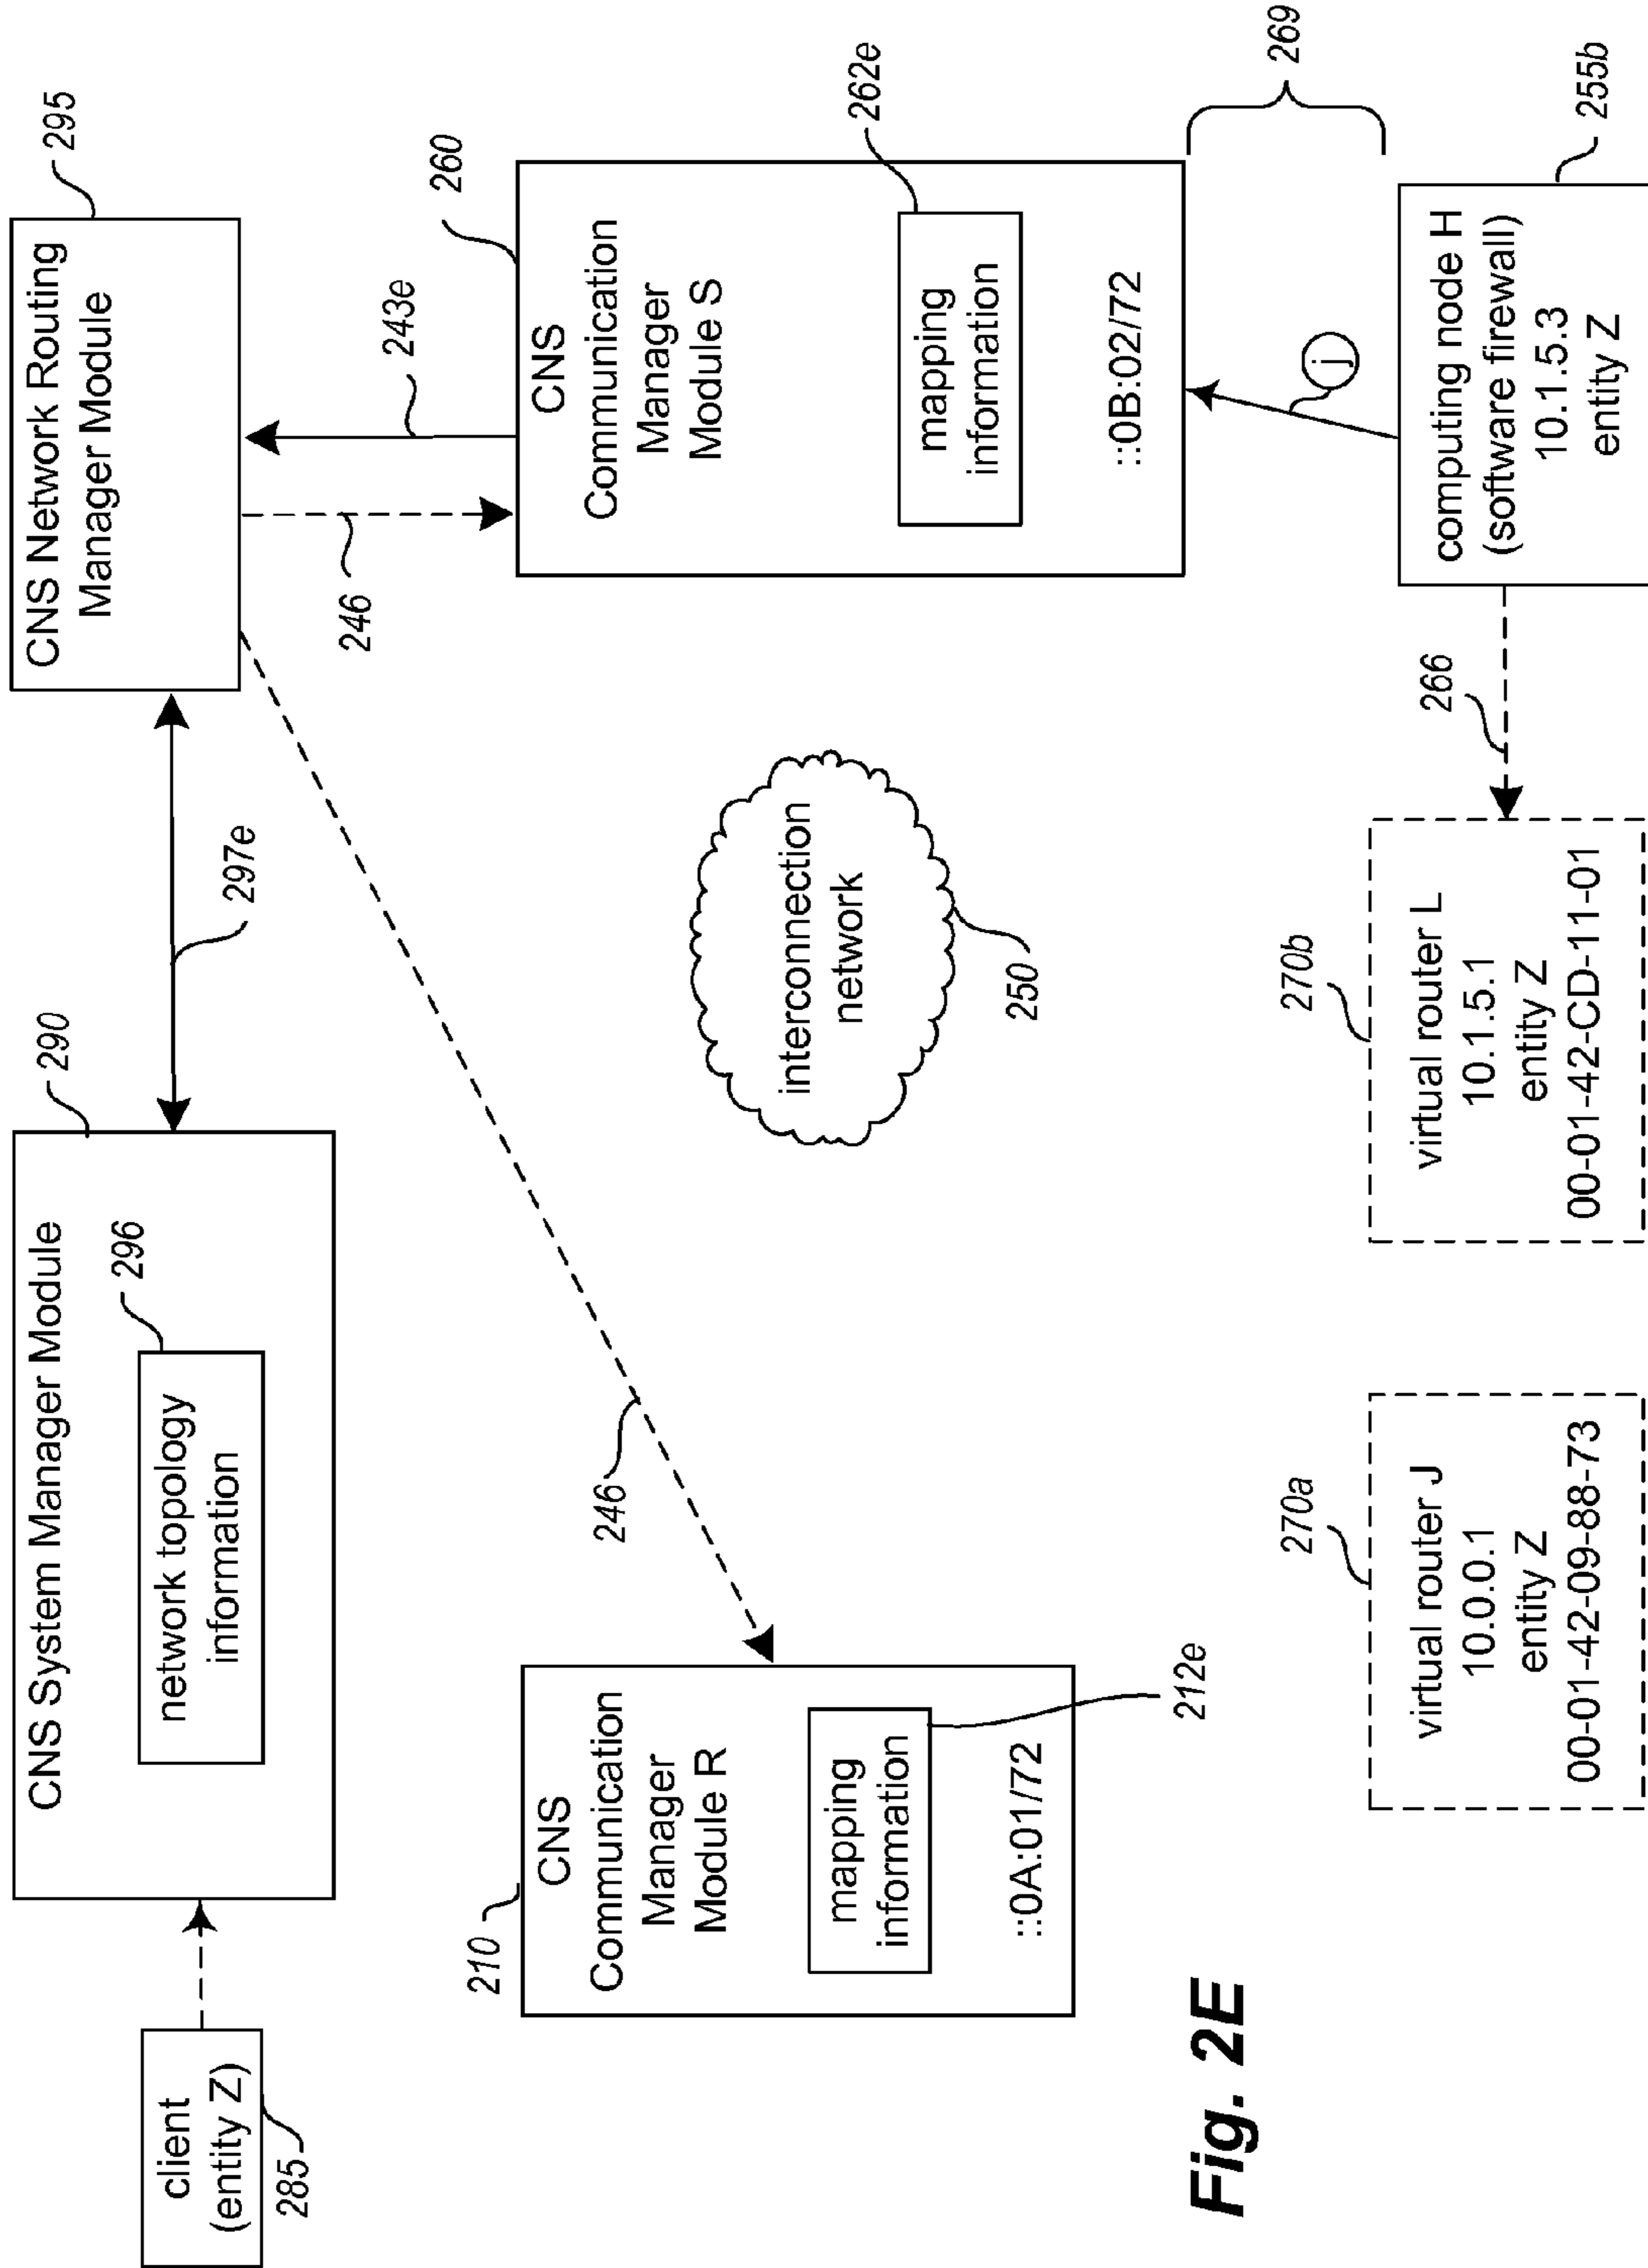 client
(entity Z)
285
CNS System Manager Module
290
network topology
information
296
297e
CNS Network Routing
Manager Module
295
210
CNS
Communication
Manager
Module R
mapping
information
212e
::0A:01/72
246
246
243e
260
CNS
Communication
Manager
Module S
mapping
information
262e
::0B:02/72
interconnection
network
250
269
j
270a
virtual router J
10.0.0.1
entity Z
00-01-42-09-88-73
270b
virtual router L
10.1.5.1
entity Z
00-01-42-CD-11-01
266
computing node H
(software firewall)
10.1.5.3
entity Z
255b
Fig. 2E